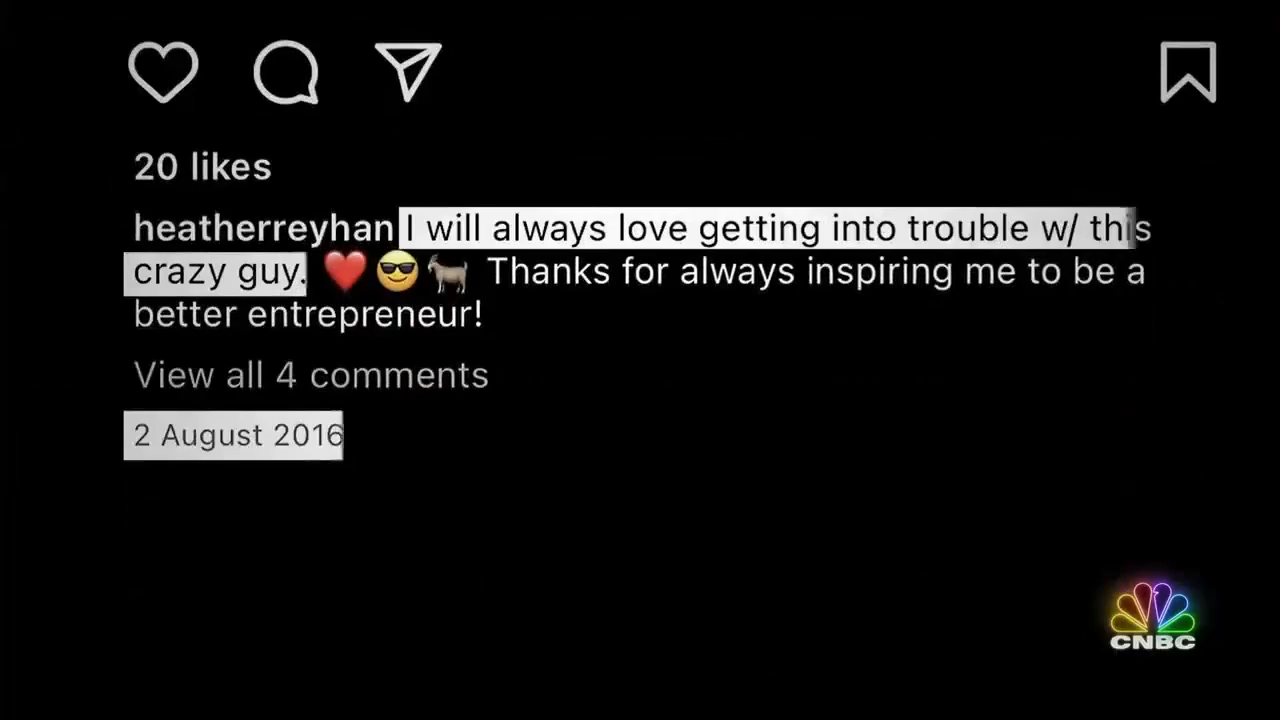 20 likes
heatherreyhan I will always love getting into trouble w/ this
crazy guy. ❤️ 😎 🐐 Thanks for always inspiring me to be a
better entrepreneur!
View all 4 comments
2 August 2016
CNBC